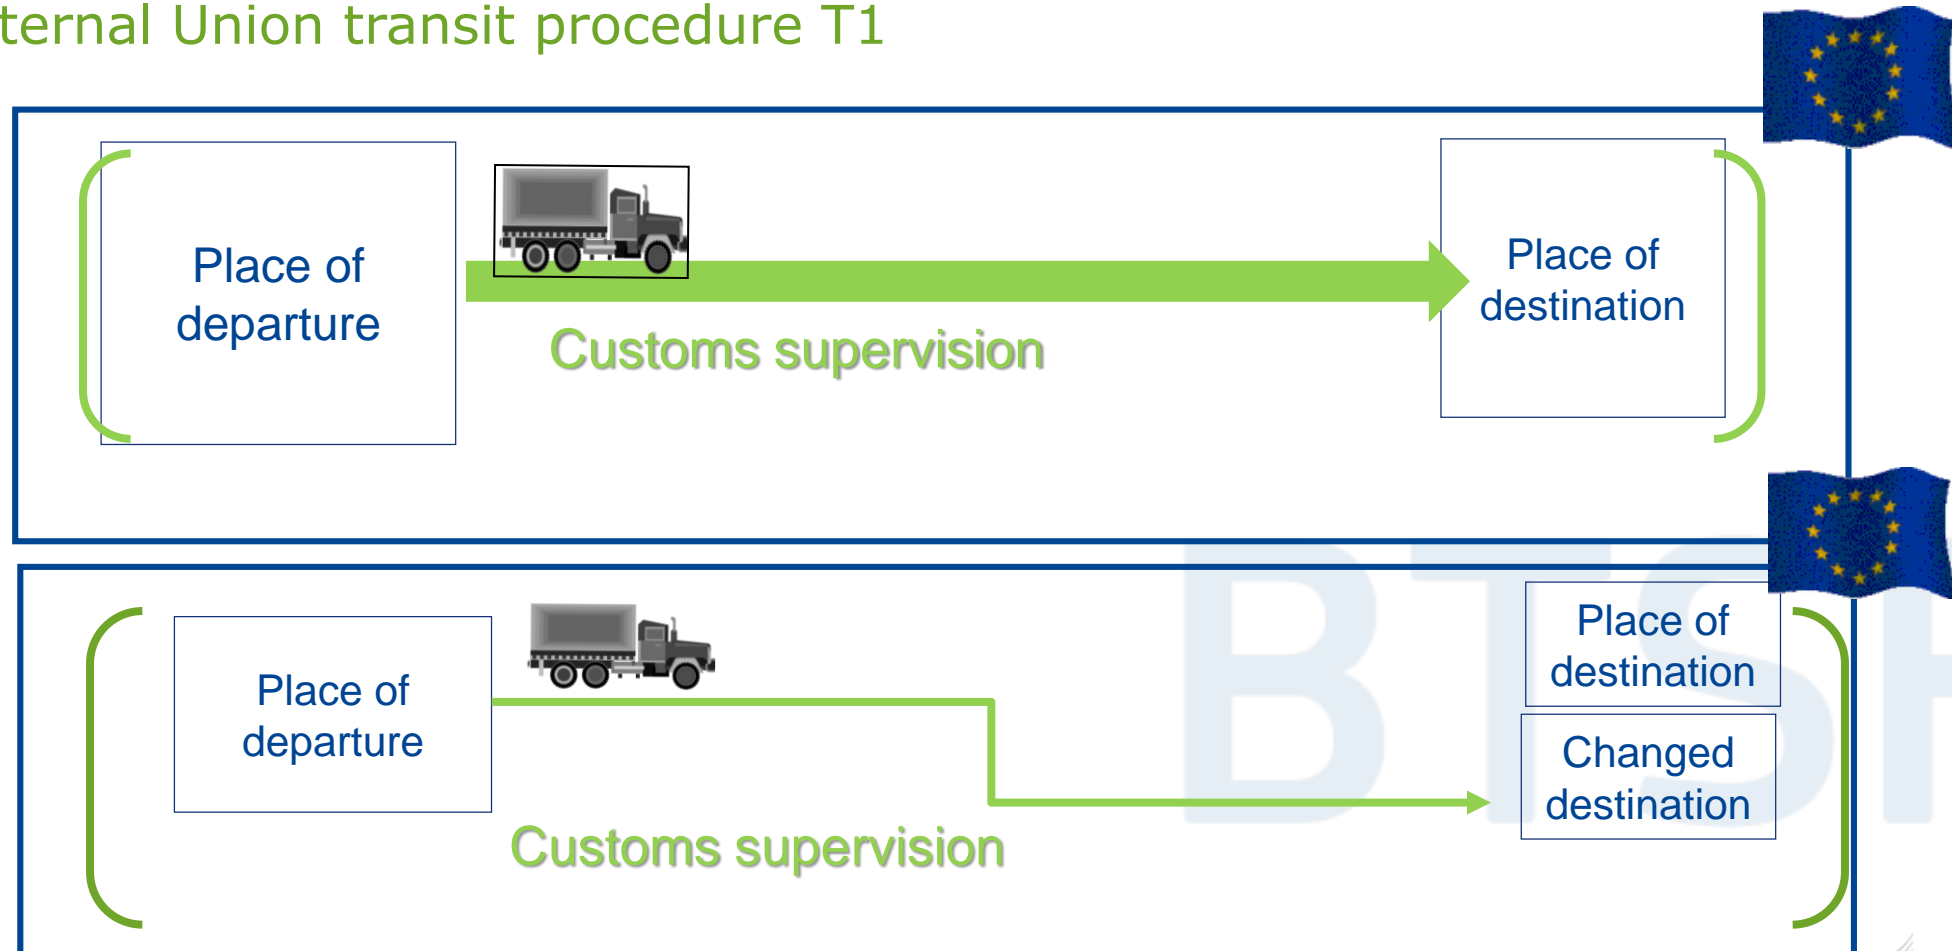 ternal Union transit procedure T1
Place of
departure
Customs supervision
Place of
destination
Place of
departure
Customs supervision
Place of
destination
Changed
destination
BTS